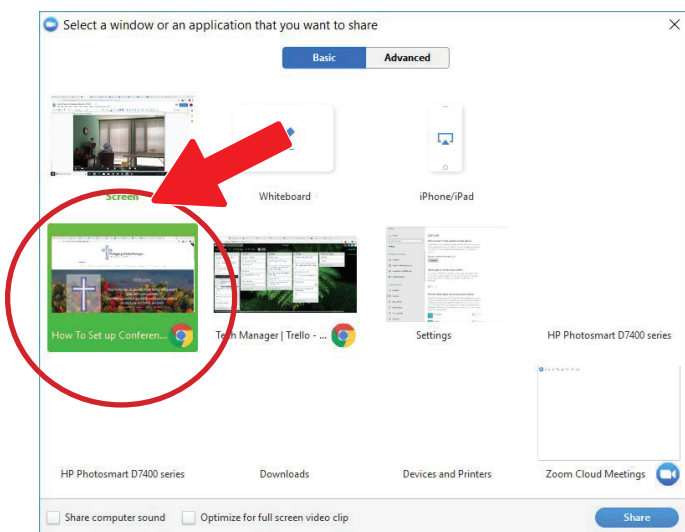 Select a window or an application that you want to share
Basic
Advanced
Screen
Whiteboard
iPhone/iPad
How To Set up Conferen...
Tech Manager | Trello - ...
Settings
HP Photosmart D7400 series
HP Photosmart D7400 series
Downloads
Devices and Printers
Zoom Cloud Meetings
Share computer sound
Optimize for full screen video clip
Share